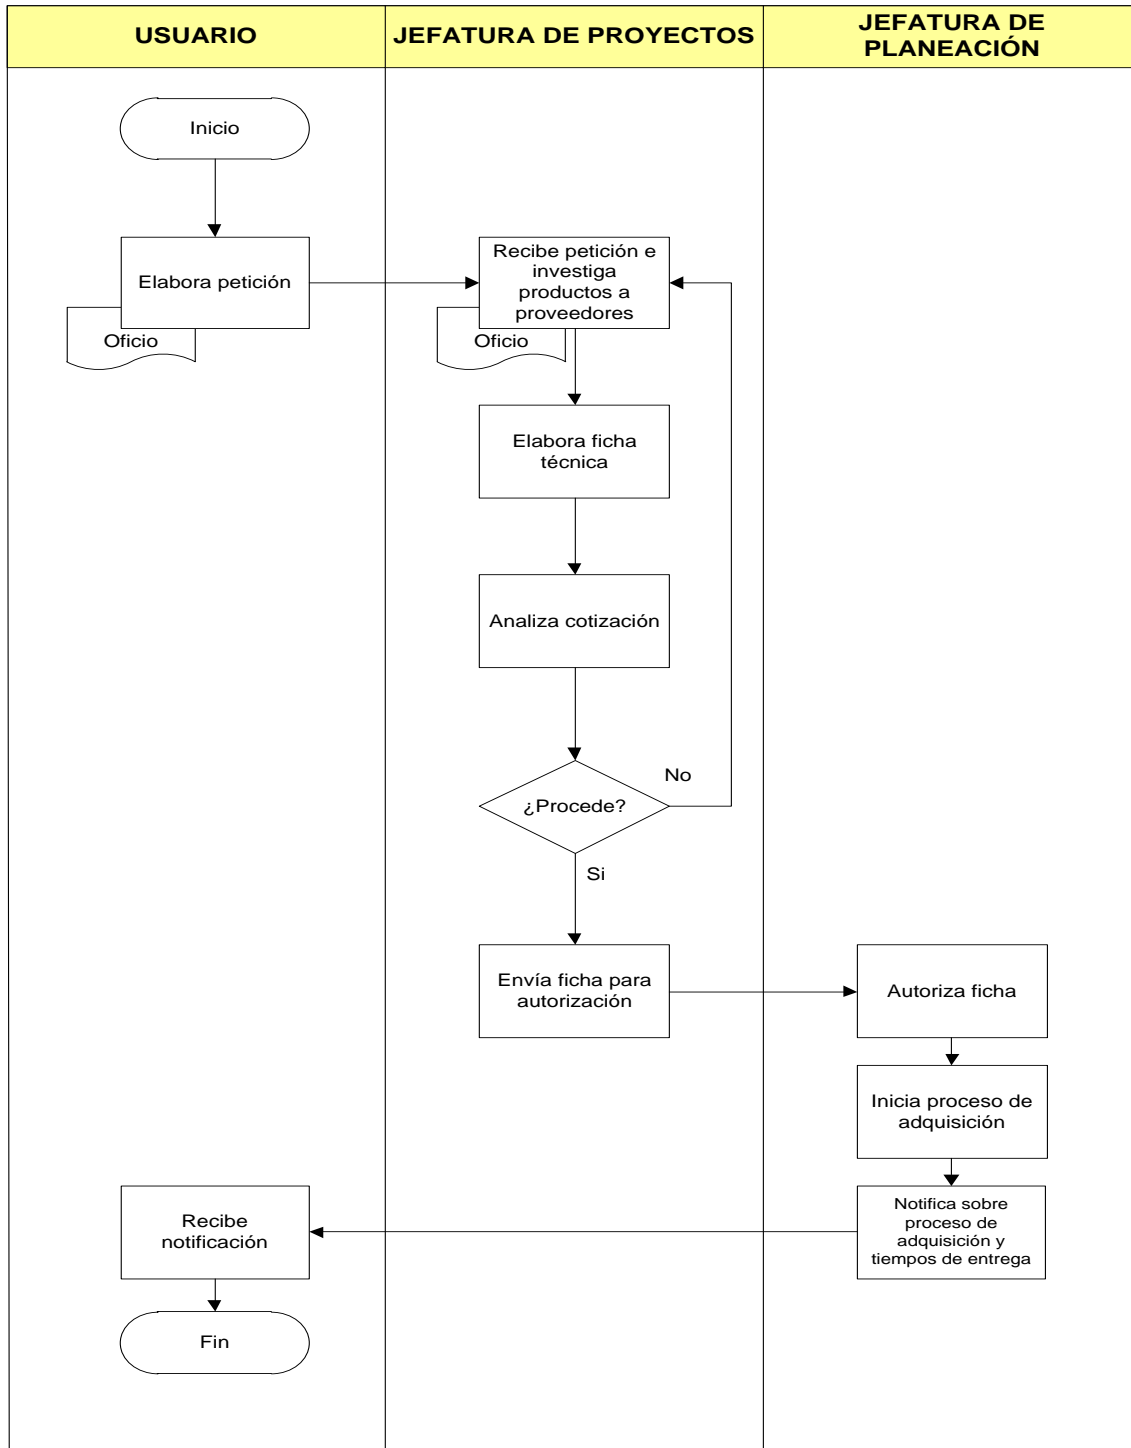 USUARIO
JEFATURA DE PROYECTOS
JEFATURA DE
PLANEACIÓN
Inicio
Elabora petición
Oficio
Recibe petición e
investiga
productos a
proveedores
Oficio
Elabora ficha
técnica
Analiza cotización
¿Procede?
No
Si
Envía ficha para
autorización
Autoriza ficha
Inicia proceso de
adquisición
Notifica sobre
proceso de
adquisición y
tiempos de entrega
Recibe
notificación
Fin